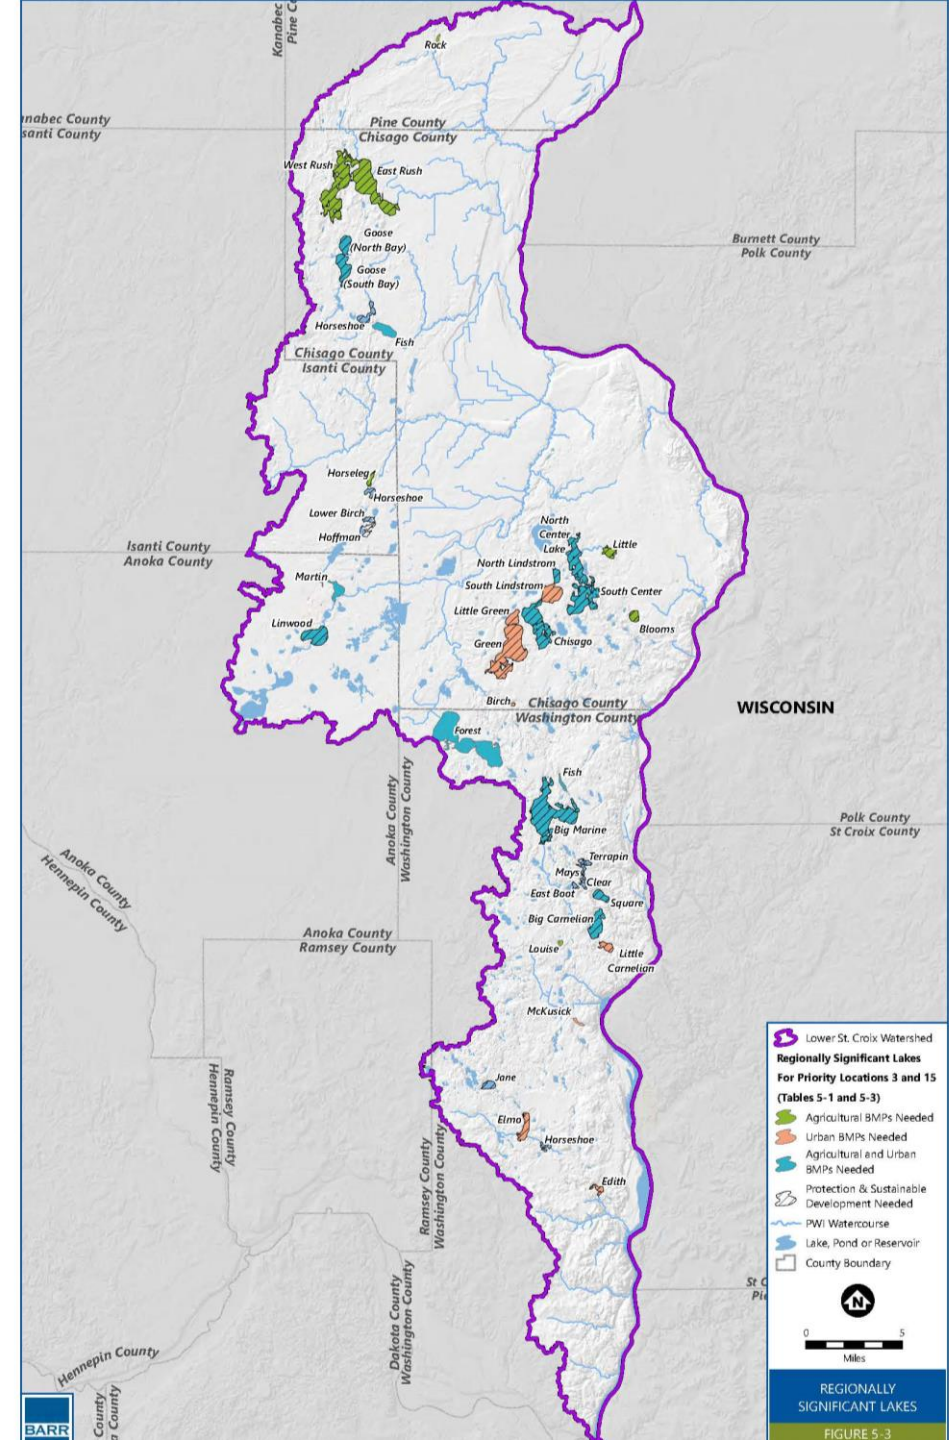 Kanabec
Pine C
Rock
nabec County
santi County
Pine County
Chisago County
West Rush
East Rush
Goose
(North Bay)
Goose
(South Bay)
Burnett County
Polk County
Horseshoe
Fish
Chisago County
Isanti County
Horseleg
Horseshoe
Lower Birch
Hoffman
Isanti County
Anoka County
North
Center
Lake
Little
North Lindstrom
Martin
South Lindstrom
South Center
Linwood
Little Green
Blooms
Green
Chisago
Birch
Chisago County
Washington County
WISCONSIN
Forest
Fish
Anoka County
Washington County
Big Marine
Polk County
St Croix County
Anoka County
Hennepin County
Terrapin
Mays
Clear
East Boot
Square
Big Carnelian
Anoka County
Ramsey County
Louise
Little
Carnelian
McKusick
Jane
Ramsey County
Hennepin County
Elmo
Horseshoe
Ramsey County
Washington County
Edith
St C
Pi
Dakota County
Washington County
Hennepin County
County
a County
BARR
Lower St. Croix Watershed
Regionally Significant Lakes
For Priority Locations 3 and 15
(Tables 5-1 and 5-3)
Agricultural BMPs Needed
Urban BMPs Needed
Agricultural and Urban
BMPs Needed
Protection & Sustainable
Development Needed
PWI Watercourse
Lake, Pond or Reservoir
County Boundary
N
0 5
Miles
REGIONALLY
SIGNIFICANT LAKES
FIGURE 5-3